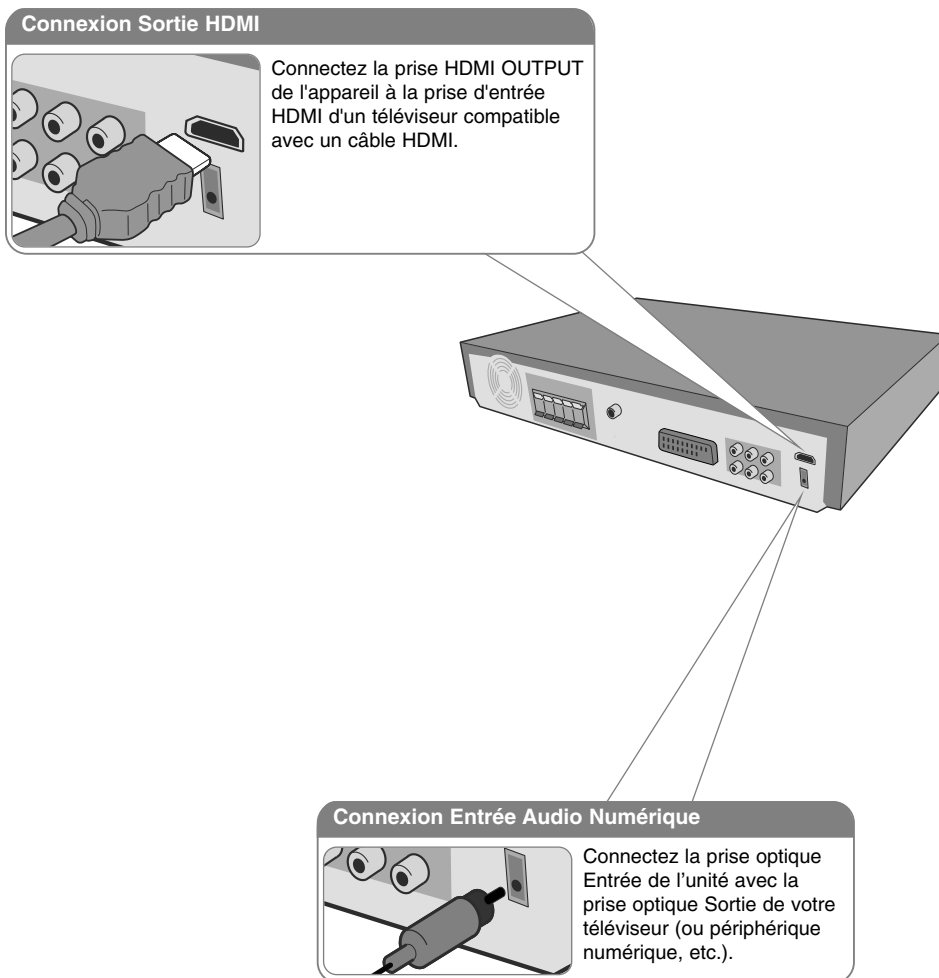 Connexion Sortie HDMI
Connectez la prise HDMI OUTPUT
de l'appareil à la prise d'entrée
HDMI d'un téléviseur compatible
avec un câble HDMI.
Connexion Entrée Audio Numérique
Connectez la prise optique
Entrée de l’unité avec la
prise optique Sortie de votre
téléviseur (ou périphérique
numérique, etc.).